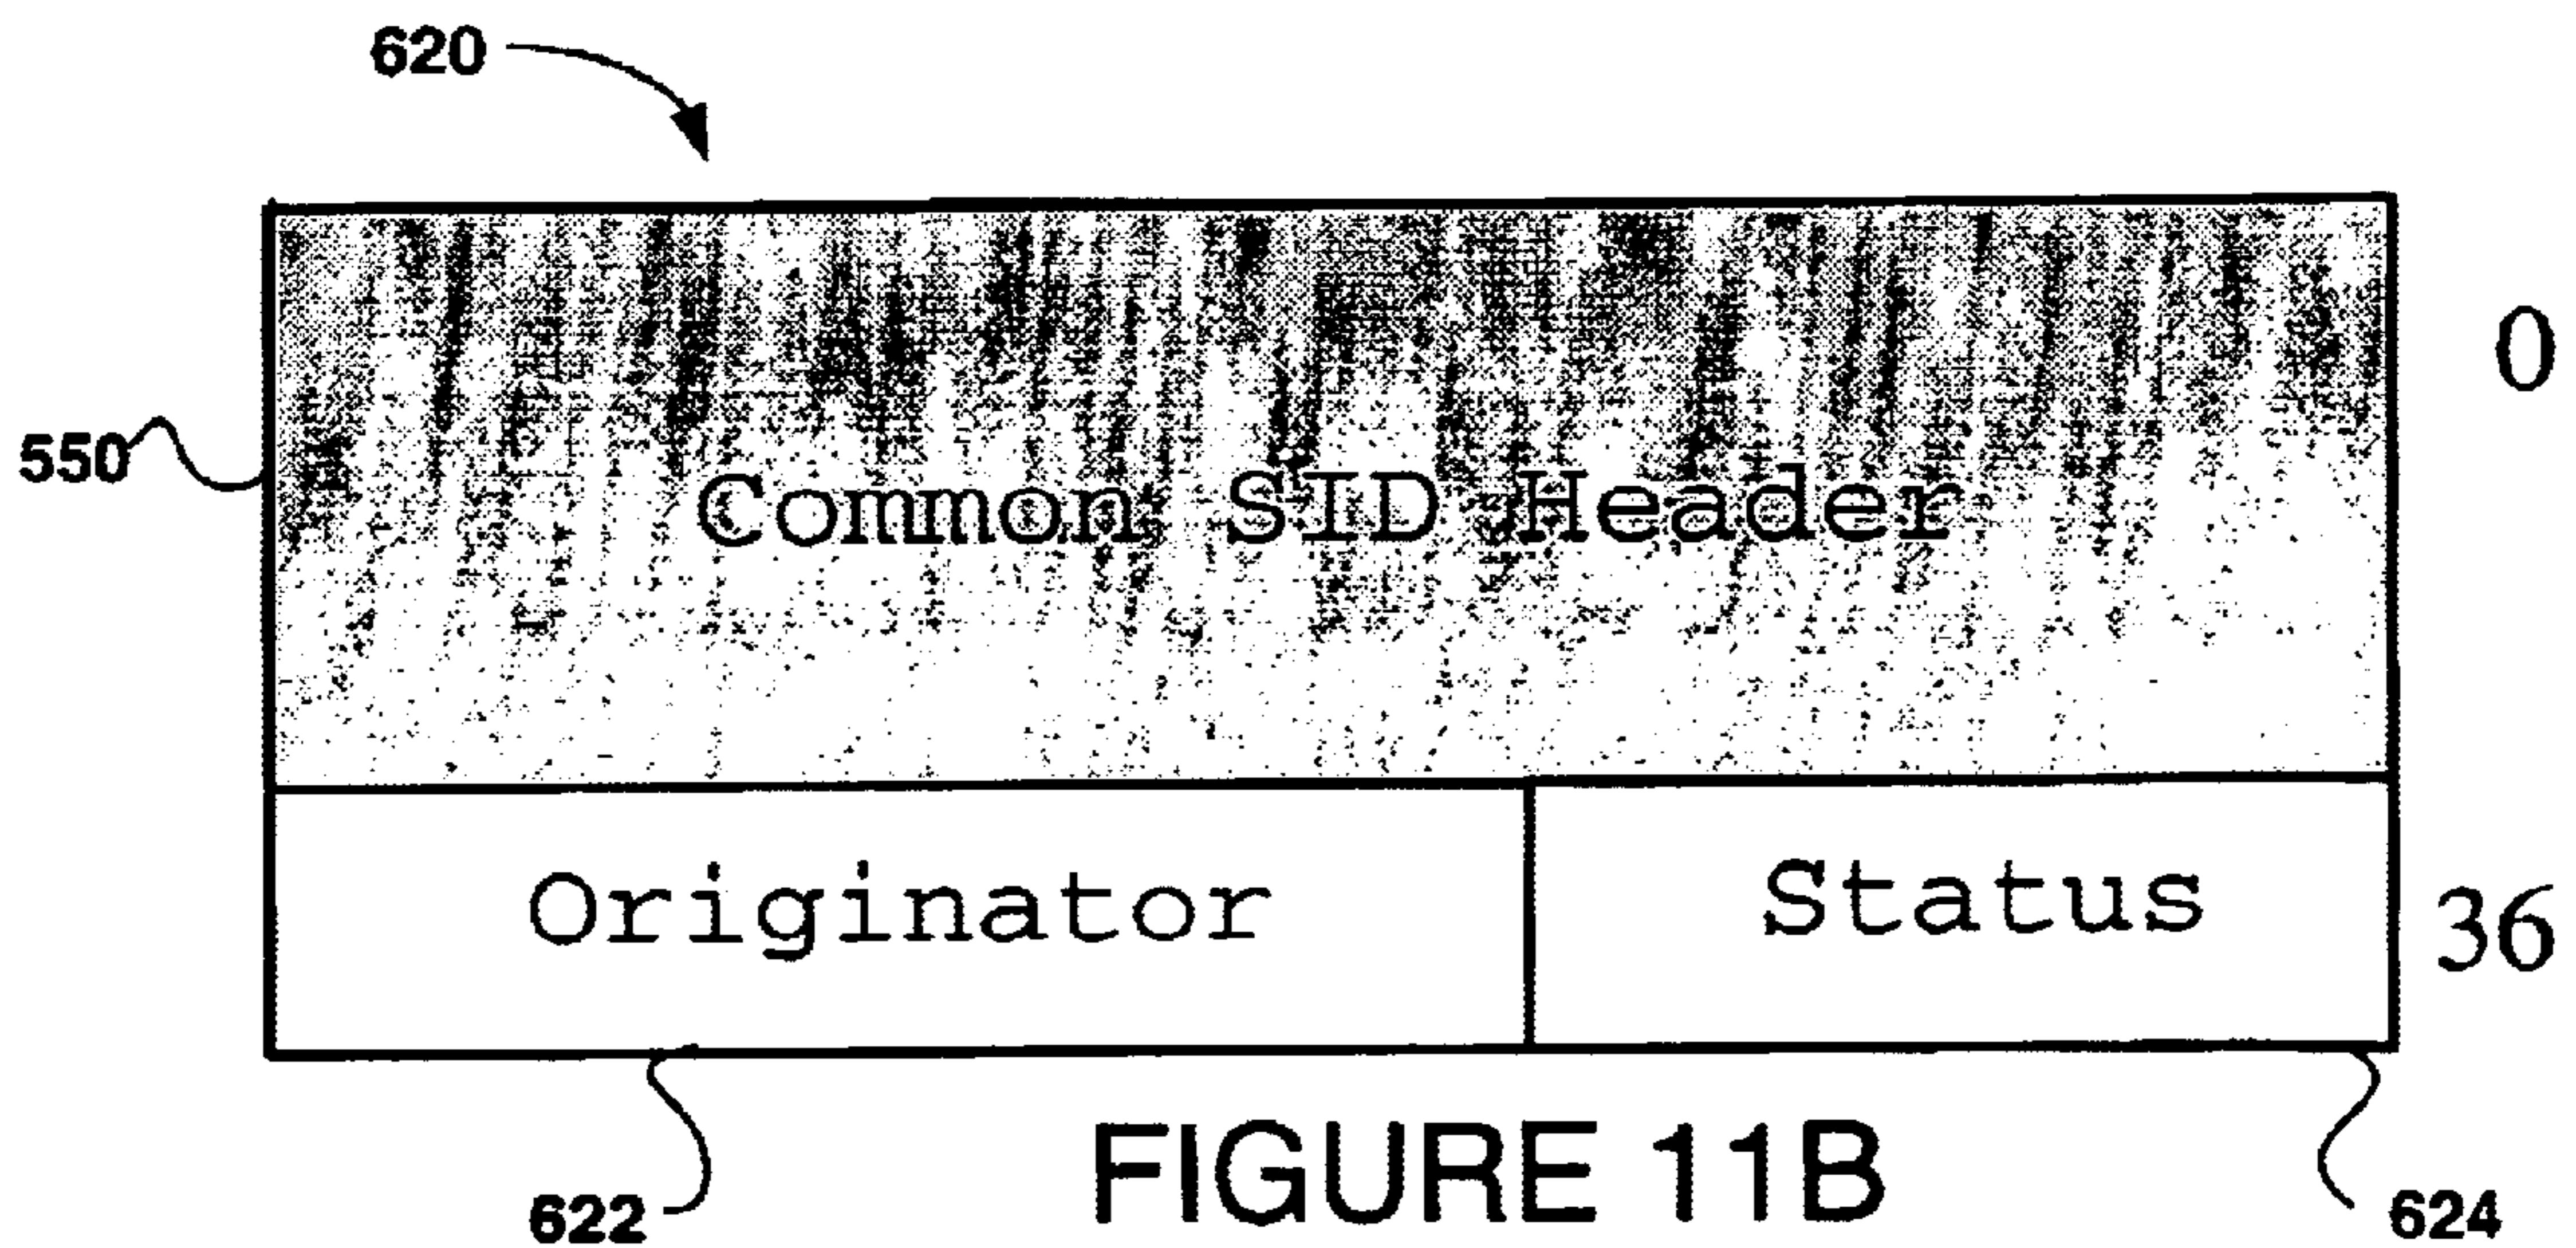 620
0
550
Common SID Header
Originator
Status
36
622
FIGURE 11B
624